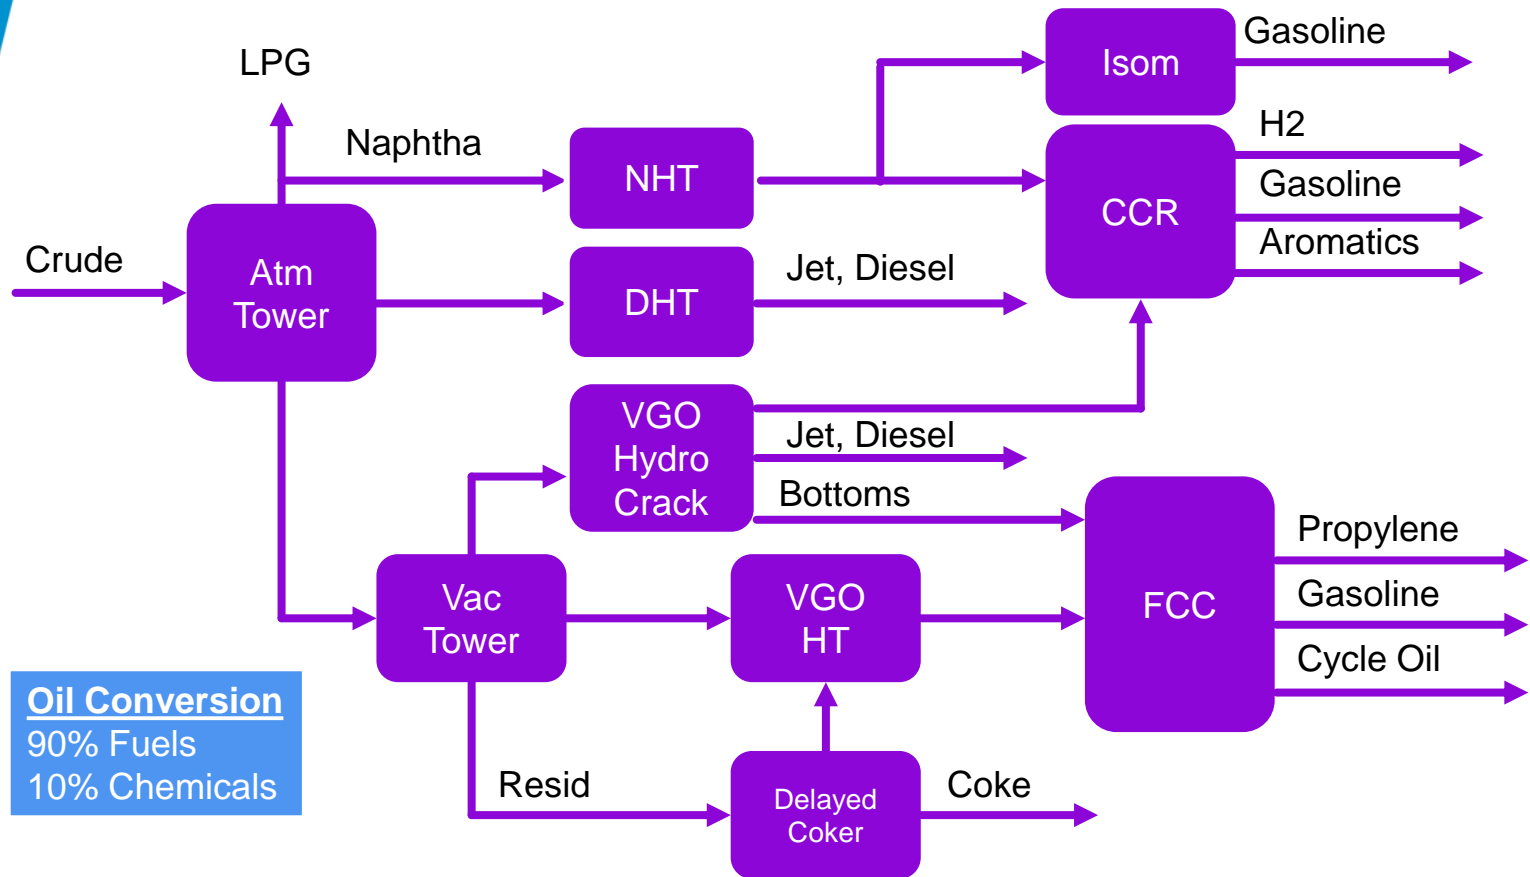 LPG
Naphtha
Crude
Atm
Tower
NHT
DHT
Jet, Diesel
Isom
Gasoline
CCR
H2
Gasoline
Aromatics
VGO
Hydro
Crack
Jet, Diesel
Bottoms
Vac
Tower
VGO
HT
FCC
Propylene
Gasoline
Cycle Oil
Resid
Delayed
Coker
Coke
Oil Conversion
90% Fuels
10% Chemicals